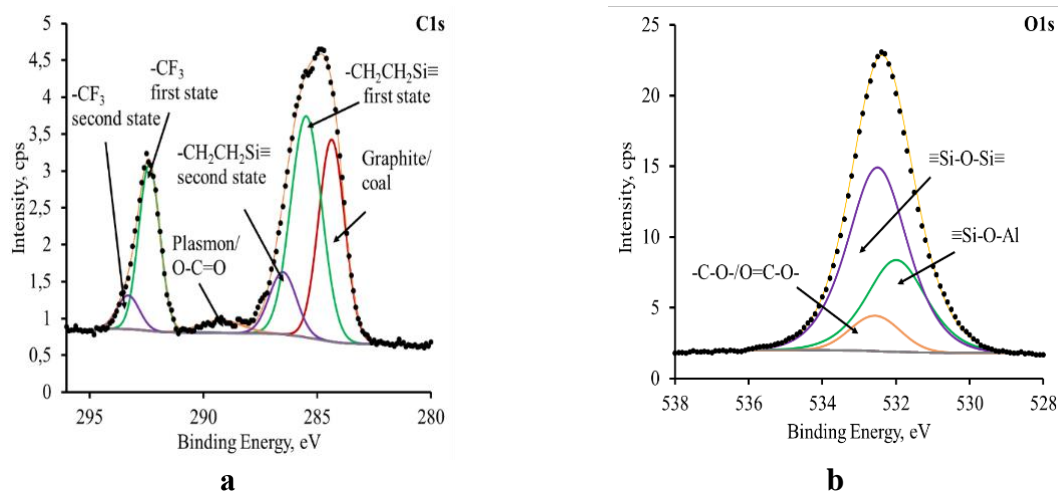 C1s
5
4,5
4
3,5
3
2,5
2
1,5
1
0,5
0
Intensity, cps
-CF₃
first state
-CF₃
second state
-CH₂CH₂Si≡
first state
-CH₂CH₂Si≡
second state
Graphite/
coal
Plasmon/
O-C=O
295 290 285 280
Binding Energy, eV
a
O1s
25
20
15
10
5
0
Intensity, cps
≡Si-O-Si≡
≡Si-O-Al
-C-O-/O=C-O-
538 536 534 532 530 528
Binding Energy, eV
b